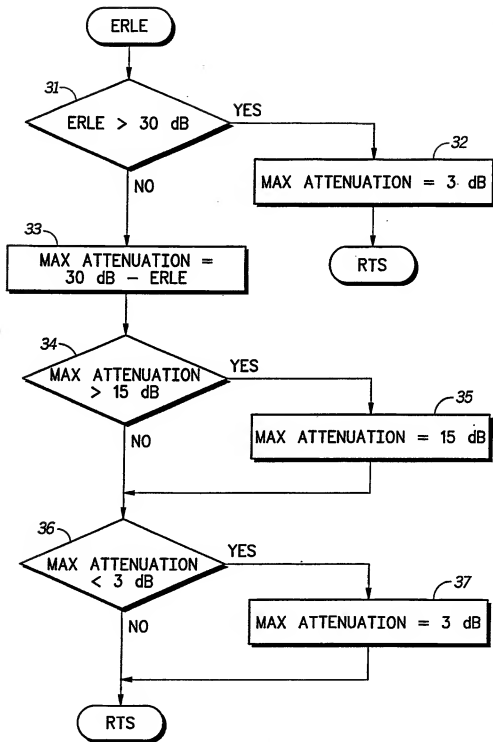 ERLE
31
ERLE > 30 dB
YES
NO
32
MAX ATTENUATION = 3 dB
RTS
33
MAX ATTENUATION =
30 dB – ERLE
34
MAX ATTENUATION
> 15 dB
YES
NO
35
MAX ATTENUATION = 15 dB
36
MAX ATTENUATION
< 3 dB
YES
NO
37
MAX ATTENUATION = 3 dB
RTS